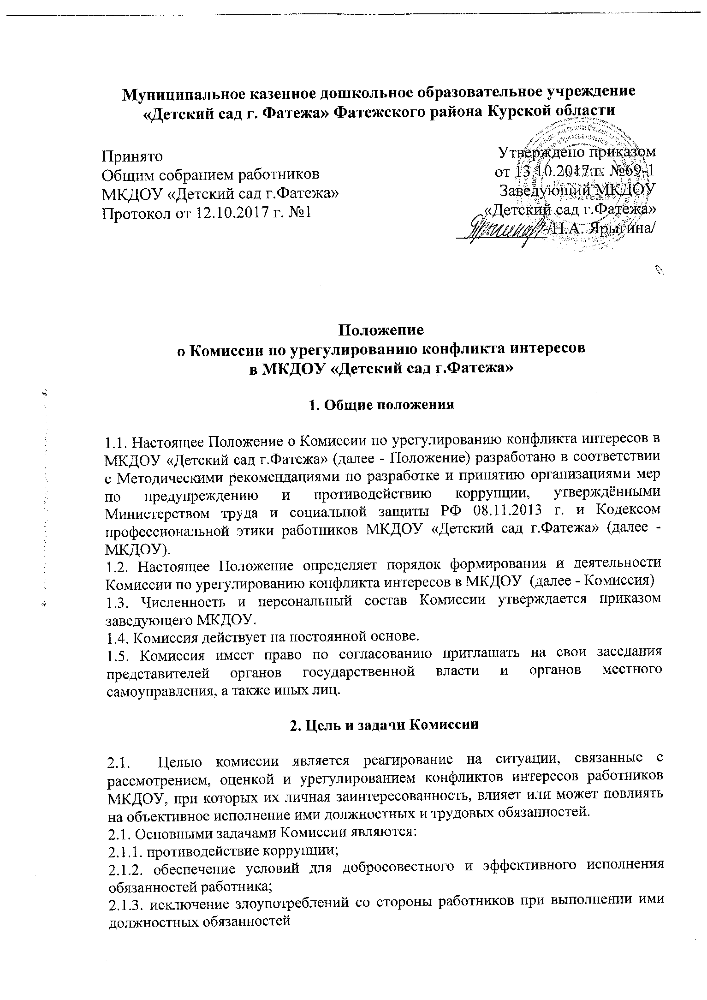 Муниципальное казенное дошкольное образовательное учреждение
«Детский сад г. Фатежа» Фатежского района Курской области
Принято
Общим собранием работников
МКДОУ «Детский сад г.Фатежа»
Протокол от 12.10.2017 г. №1
Утверждено приказом
от 13.10.2017 г. №69-1
Заведующий МКДОУ
«Детский сад г.Фатежа»
/Н.А. Ярыгина/
Положение
о Комиссии по урегулированию конфликта интересов
в МКДОУ «Детский сад г.Фатежа»
1. Общие положения
1.1. Настоящее Положение о Комиссии по урегулированию конфликта интересов в
МКДОУ «Детский сад г.Фатежа» (далее - Положение) разработано в соответствии
с Методическими рекомендациями по разработке и принятию организациями мер
по предупреждению и противодействию коррупции, утверждёнными
Министерством труда и социальной защиты РФ 08.11.2013 г. и Кодексом
профессиональной этики работников МКДОУ «Детский сад г.Фатежа» (далее -
МКДОУ).
1.2. Настоящее Положение определяет порядок формирования и деятельности
Комиссии по урегулированию конфликта интересов в МКДОУ (далее - Комиссия)
1.3. Численность и персональный состав Комиссии утверждается приказом
заведующего МКДОУ.
1.4. Комиссия действует на постоянной основе.
1.5. Комиссия имеет право по согласованию приглашать на свои заседания
представителей органов государственной власти и органов местного
самоуправления, а также иных лиц.
2. Цель и задачи Комиссии
2.1. Целью комиссии является реагирование на ситуации, связанные с
рассмотрением, оценкой и урегулированием конфликтов интересов работников
МКДОУ, при которых их личная заинтересованность, влияет или может повлиять
на объективное исполнение ими должностных и трудовых обязанностей.
2.1. Основными задачами Комиссии являются:
2.1.1. противодействие коррупции;
2.1.2. обеспечение условий для добросовестного и эффективного исполнения
обязанностей работника;
2.1.3. исключение злоупотреблений со стороны работников при выполнении ими
должностных обязанностей